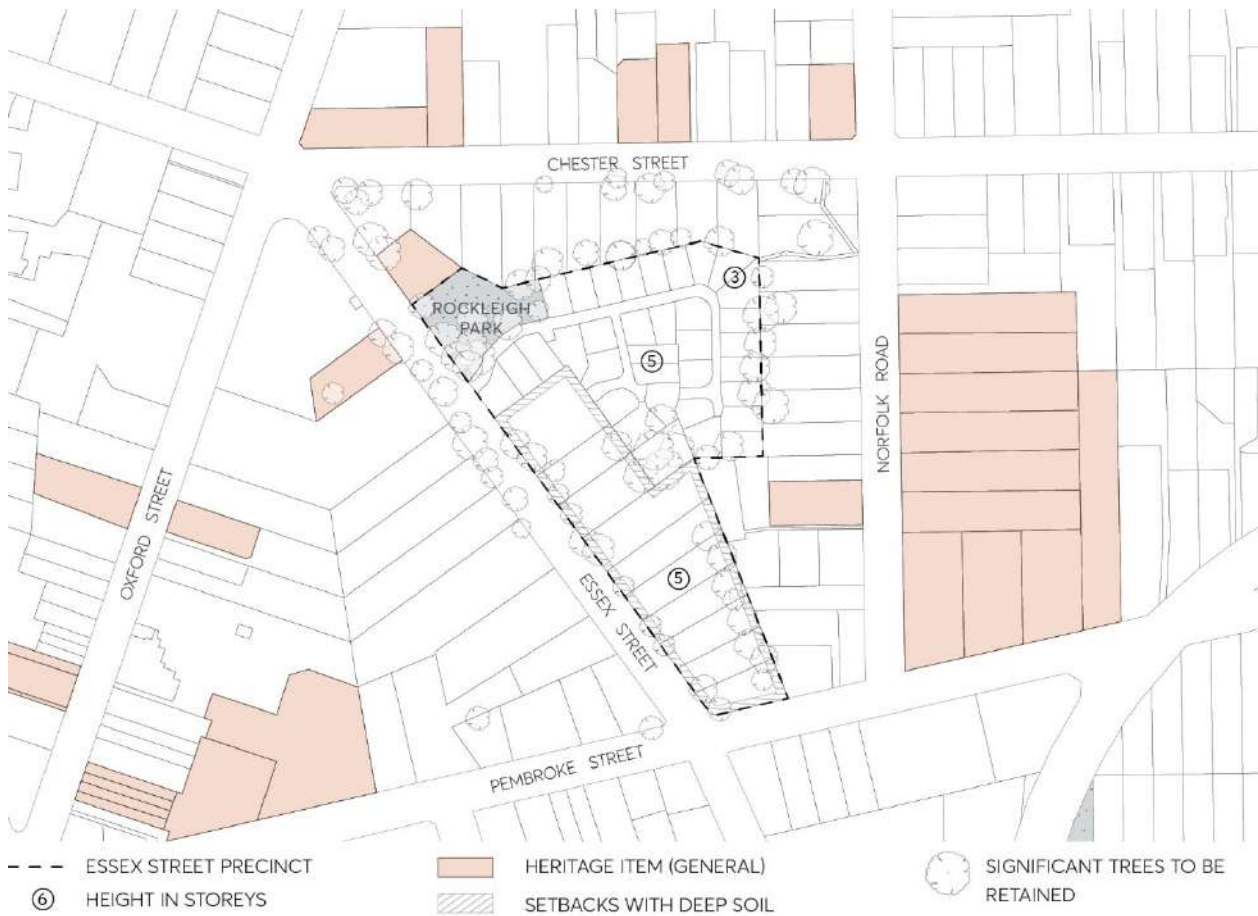 CHESTER STREET
③
ROCKLEIGH
PARK
⑤
NORFOLK ROAD
OXFORD STREET
⑤
ESSEX STREET
PEMBROKE STREET
ESSEX STREET PRECINCT
HERITAGE ITEM (GENERAL)
SIGNIFICANT TREES TO BE
RETAINED
⑥ HEIGHT IN STOREYS
SETBACKS WITH DEEP SOIL